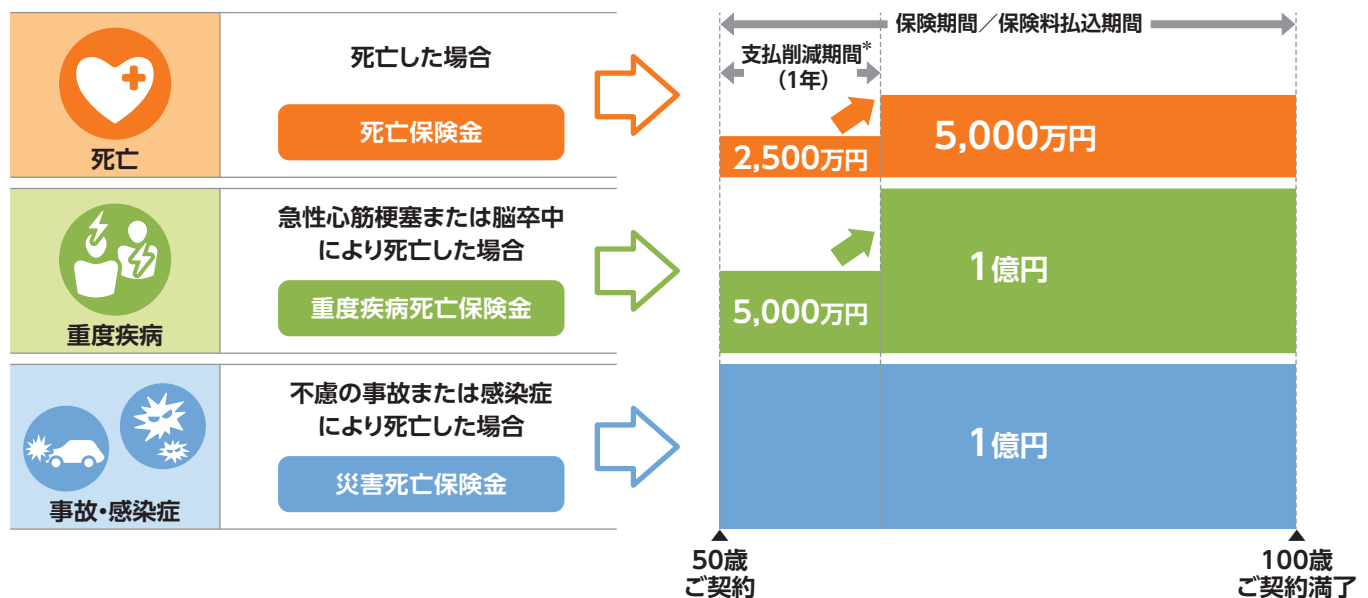 保険期間／保険料払込期間
支払削減期間*
（1年）
死亡
死亡した場合
死亡保険金
2,500万円
5,000万円
重度疾病
急性心筋梗塞または脳卒中
により死亡した場合
重度疾病死亡保険金
5,000万円
1億円
事故・感染症
不慮の事故または感染症
により死亡した場合
災害死亡保険金
1億円
50歳
ご契約
100歳
ご契約満了